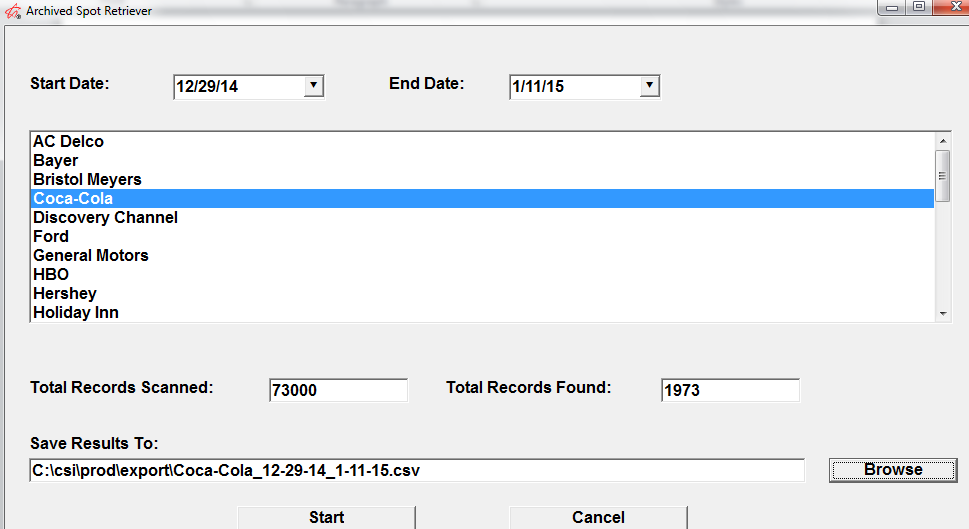 Archived Spot Retriever
Start Date: 12/29/14 End Date: 1/11/15
AC Delco
Bayer
Bristol Meyers
Coca-Cola
Discovery Channel
Ford
General Motors
HBO
Hershey
Holiday Inn
Total Records Scanned: 73000 Total Records Found: 1973
Save Results To:
C:\csi\prod\export\Coca-Cola_12-29-14_1-11-15.csv Browse
Start Cancel